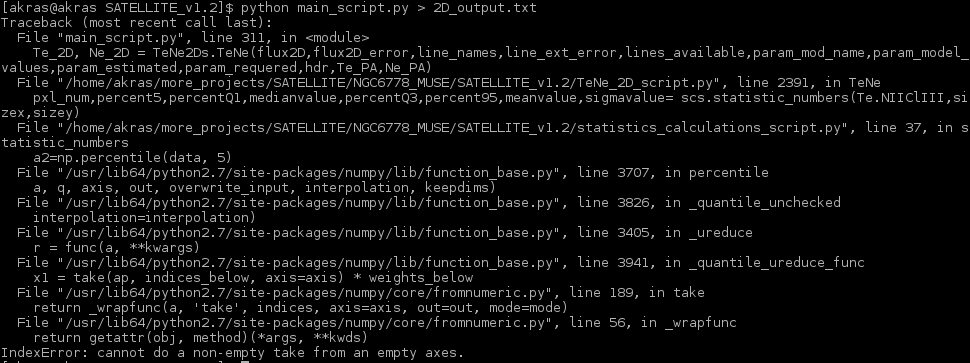 [akras@akras SATELLITE_v1.2]$ python main_script.py > 2D_output.txt
Traceback (most recent call last):
  File "main_script.py", line 311, in <module>
    Te_2D, Ne_2D = TeNe2Ds.TeNe(flux2D,flux2D_error,line_names,line_ext_error,lines_available,param_mod_name,param_model_
values,param_estimated,param_requered,hdr,Te_PA,Ne_PA)
  File "/home/akras/more_projects/SATELLITE/NGC6778_MUSE/SATELLITE_v1.2/TeNe_2D_script.py", line 2391, in TeNe
    pxl_num,percent5,percentQ1,medianvalue,percentQ3,percent95,meanvalue,sigmavalue= scs.statistic_numbers(Te.NIIClIII,si
zex,sizey)
  File "/home/akras/more_projects/SATELLITE/NGC6778_MUSE/SATELLITE_v1.2/statistics_calculations_script.py", line 37, in s
tatistic_numbers
    a2=np.percentile(data, 5)
  File "/usr/lib64/python2.7/site-packages/numpy/lib/function_base.py", line 3707, in percentile
    a, q, axis, out, overwrite_input, interpolation, keepdims)
  File "/usr/lib64/python2.7/site-packages/numpy/lib/function_base.py", line 3826, in _quantile_unchecked
    interpolation=interpolation)
  File "/usr/lib64/python2.7/site-packages/numpy/lib/function_base.py", line 3405, in _ureduce
    r = func(a, **kwargs)
  File "/usr/lib64/python2.7/site-packages/numpy/lib/function_base.py", line 3941, in _quantile_ureduce_func
    x1 = take(ap, indices_below, axis=axis) * weights_below
  File "/usr/lib64/python2.7/site-packages/numpy/core/fromnumeric.py", line 189, in take
    return _wrapfunc(a, 'take', indices, axis=axis, out=out, mode=mode)
  File "/usr/lib64/python2.7/site-packages/numpy/core/fromnumeric.py", line 56, in _wrapfunc
    return getattr(obj, method)(*args, **kwds)
IndexError: cannot do a non-empty take from an empty axes.